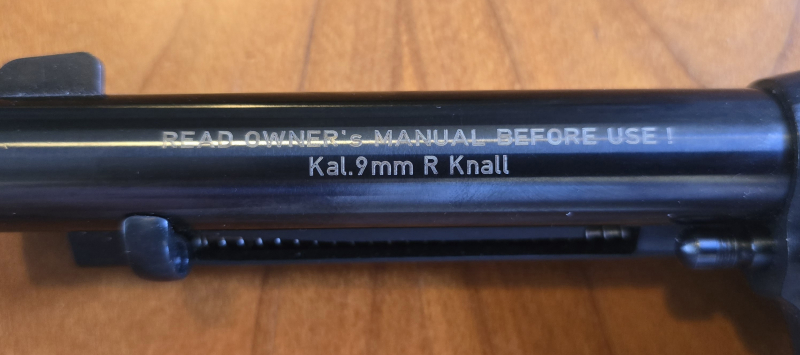 READ OWNER's MANUAL BEFORE USE !
Kal.9mm R Knall